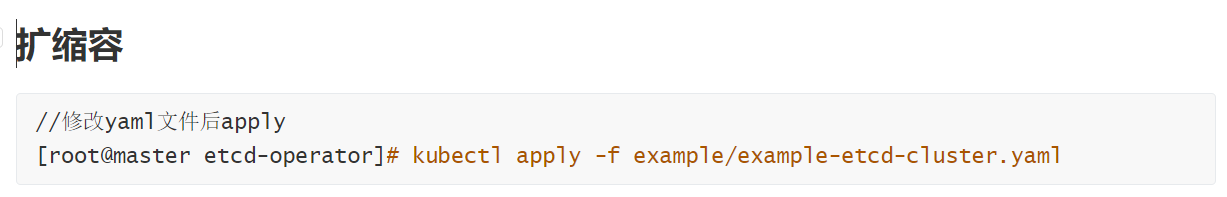 扩缩容
//修改yaml文件后apply
[root@master etcd-operator]# kubectl apply -f example/example-etcd-cluster.yaml